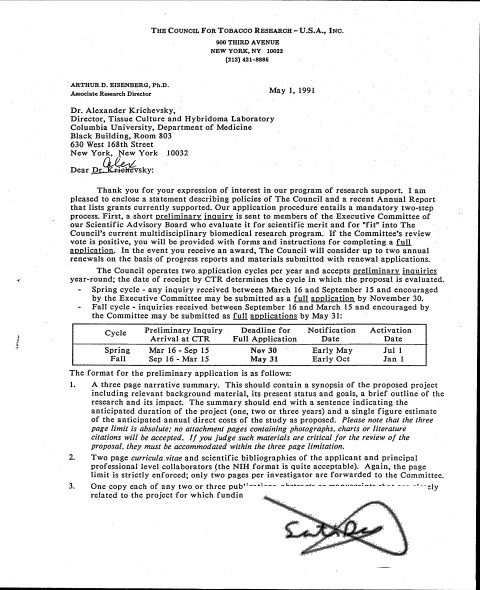 THE COUNCIL FOR TOBACCO RESEARCH – U.S.A., INC.
900 THIRD AVENUE
NEW YORK, NY 10022
(212) 421-8885
ARTHUR D. EISENBERG, Ph.D.
Associate Research Director
May 1, 1991
Dr. Alexander Krichevsky,
Director, Tissue Culture and Hybridoma Laboratory
Columbia University, Department of Medicine
Black Building, Room 803
630 West 168th Street
New York, New York 10032
Alex
Dear Dr. Krichevsky:
Thank you for your expression of interest in our program of research support. I am
pleased to enclose a statement describing policies of The Council and a recent Annual Report
that lists grants currently supported. Our application procedure entails a mandatory two-step
process. First, a short preliminary inquiry is sent to members of the Executive Committee of
our Scientific Advisory Board who evaluate it for scientific merit and for "fit" into The
Council's current multidisciplinary biomedical research program. If the Committee's review
vote is positive, you will be provided with forms and instructions for completing a full
application. In the event you receive an award, The Council will consider up to two annual
renewals on the basis of progress reports and materials submitted with renewal applications.
The Council operates two application cycles per year and accepts preliminary inquiries
year-round; the date of receipt by CTR determines the cycle in which the proposal is evaluated.
- Spring cycle - any inquiry received between March 16 and September 15 and encouraged
by the Executive Committee may be submitted as a full application by November 30.
- Fall cycle - inquiries received between September 16 and March 15 and encouraged by
the Committee may be submitted as full applications by May 31:
Cycle Preliminary Inquiry Arrival at CTR Deadline for Full Application Notification Date Activation Date
Spring Mar 16 - Sep 15 Nov 30 Early May Jul 1
Fall Sep 16 - Mar 15 May 31 Early Oct Jan 1
The format for the preliminary application is as follows:
1. A three page narrative summary. This should contain a synopsis of the proposed project
including relevant background material, its present status and goals, a brief outline of the
research and its impact. The summary should end with a sentence indicating the
anticipated duration of the project (one, two or three years) and a single figure estimate
of the anticipated annual direct costs of the study as proposed. Please note that the three
page limit is absolute; no attachment pages containing photographs, charts or literature
citations will be accepted. If you judge such materials are critical for the review of the
proposal, they must be accommodated within the three page limitation.
2. Two page curricula vitae and scientific bibliographies of the applicant and principal
professional level collaborators (the NIH format is quite acceptable). Again, the page
limit is strictly enforced; only two pages per investigator are forwarded to the Committee.
3. One copy each of any two or three
related to the project for which fundin